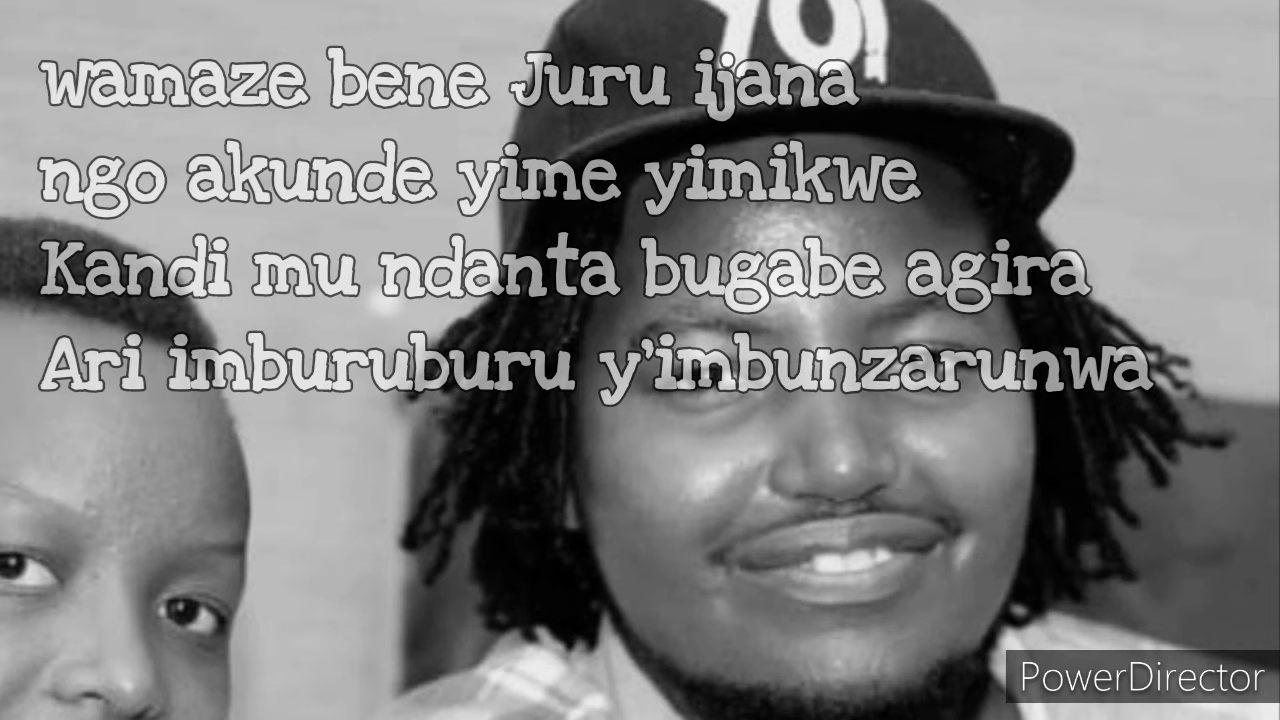 wamaze bene Juru ijana
ngo akunde yime yimikwe
Kandi mu ndanta bugabe agira
Ari imburuburu y'imbunzarunwa
PowerDirector